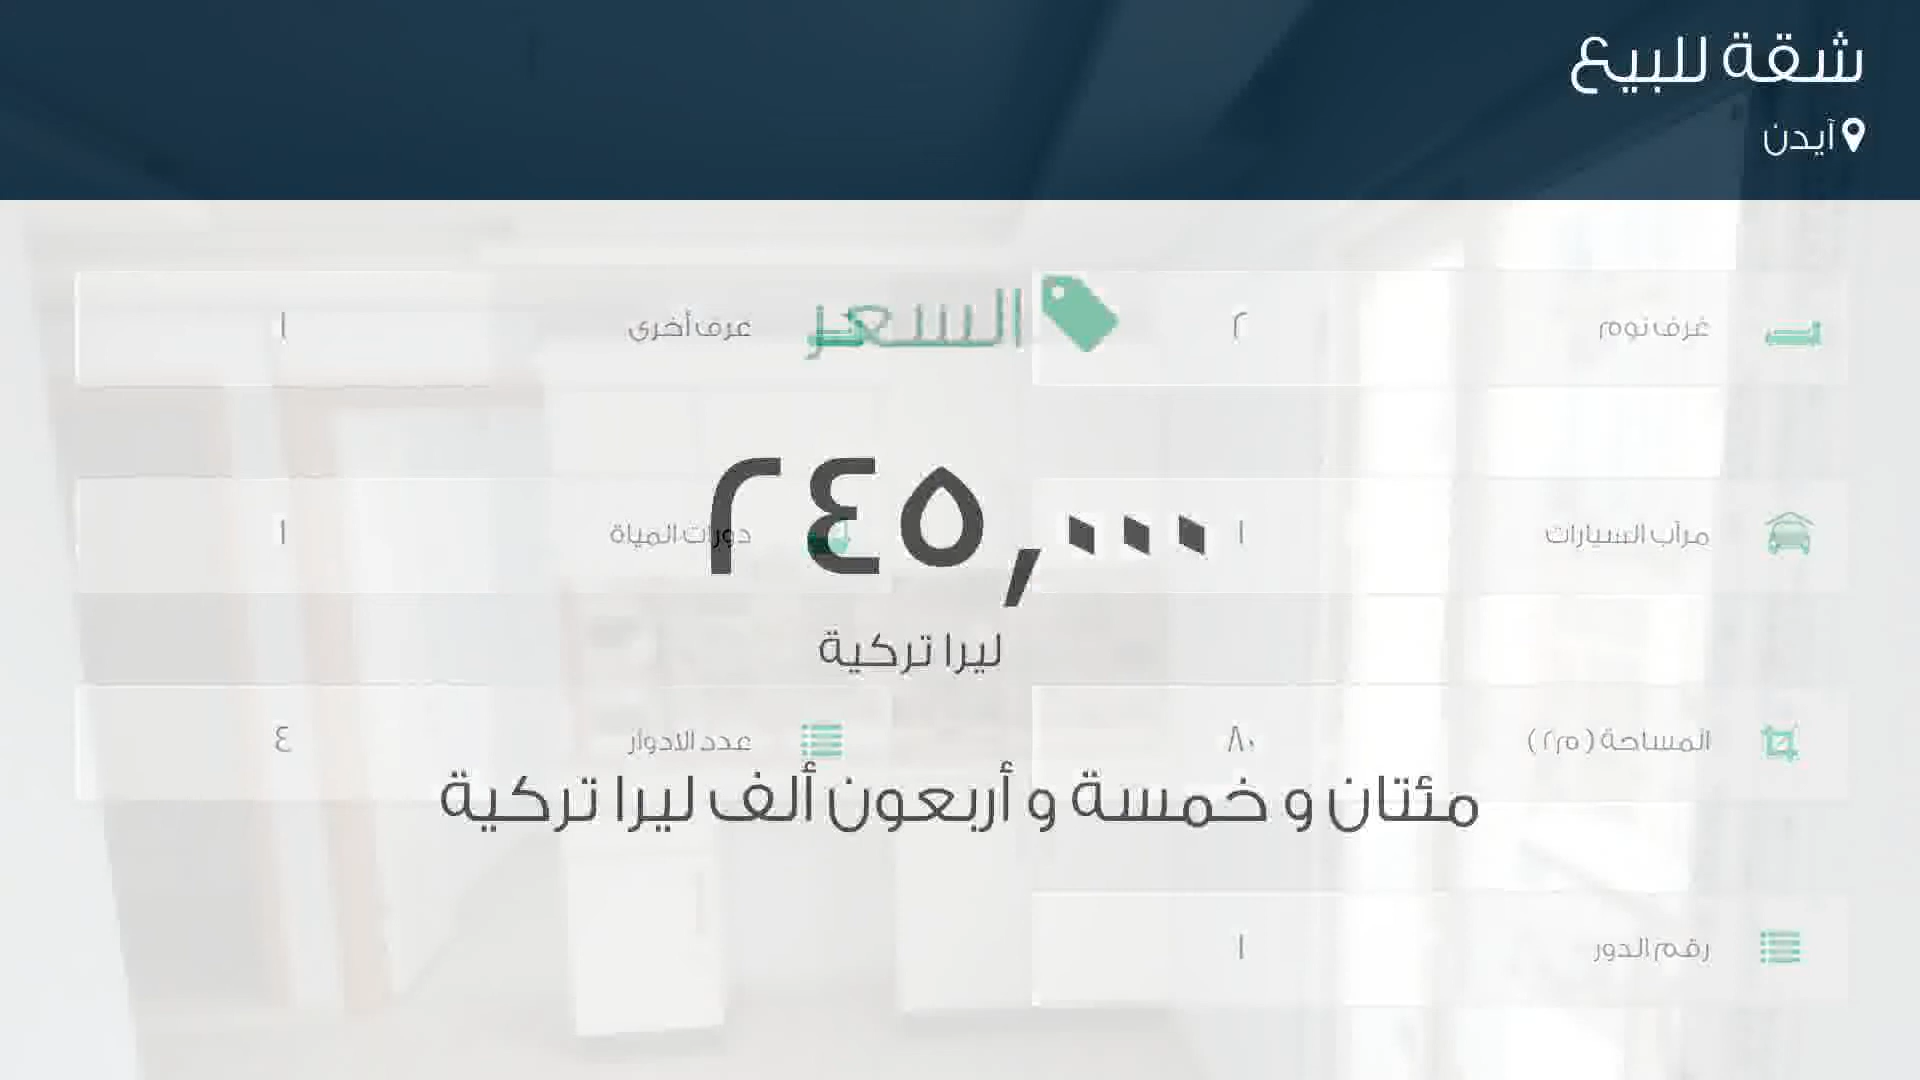 شقة للبيع
آيدن
السعر
غرف نوم ٢
غرف أخرى ١
٢٤٥,٠٠٠
مرآب السيارات ١
دورات المياة ١
ليرا تركية
المساحة (م٢) ٨٠
عدد الادوار ٤
مئتان و خمسة و أربعون ألف ليرا تركية
رقم الدور ١